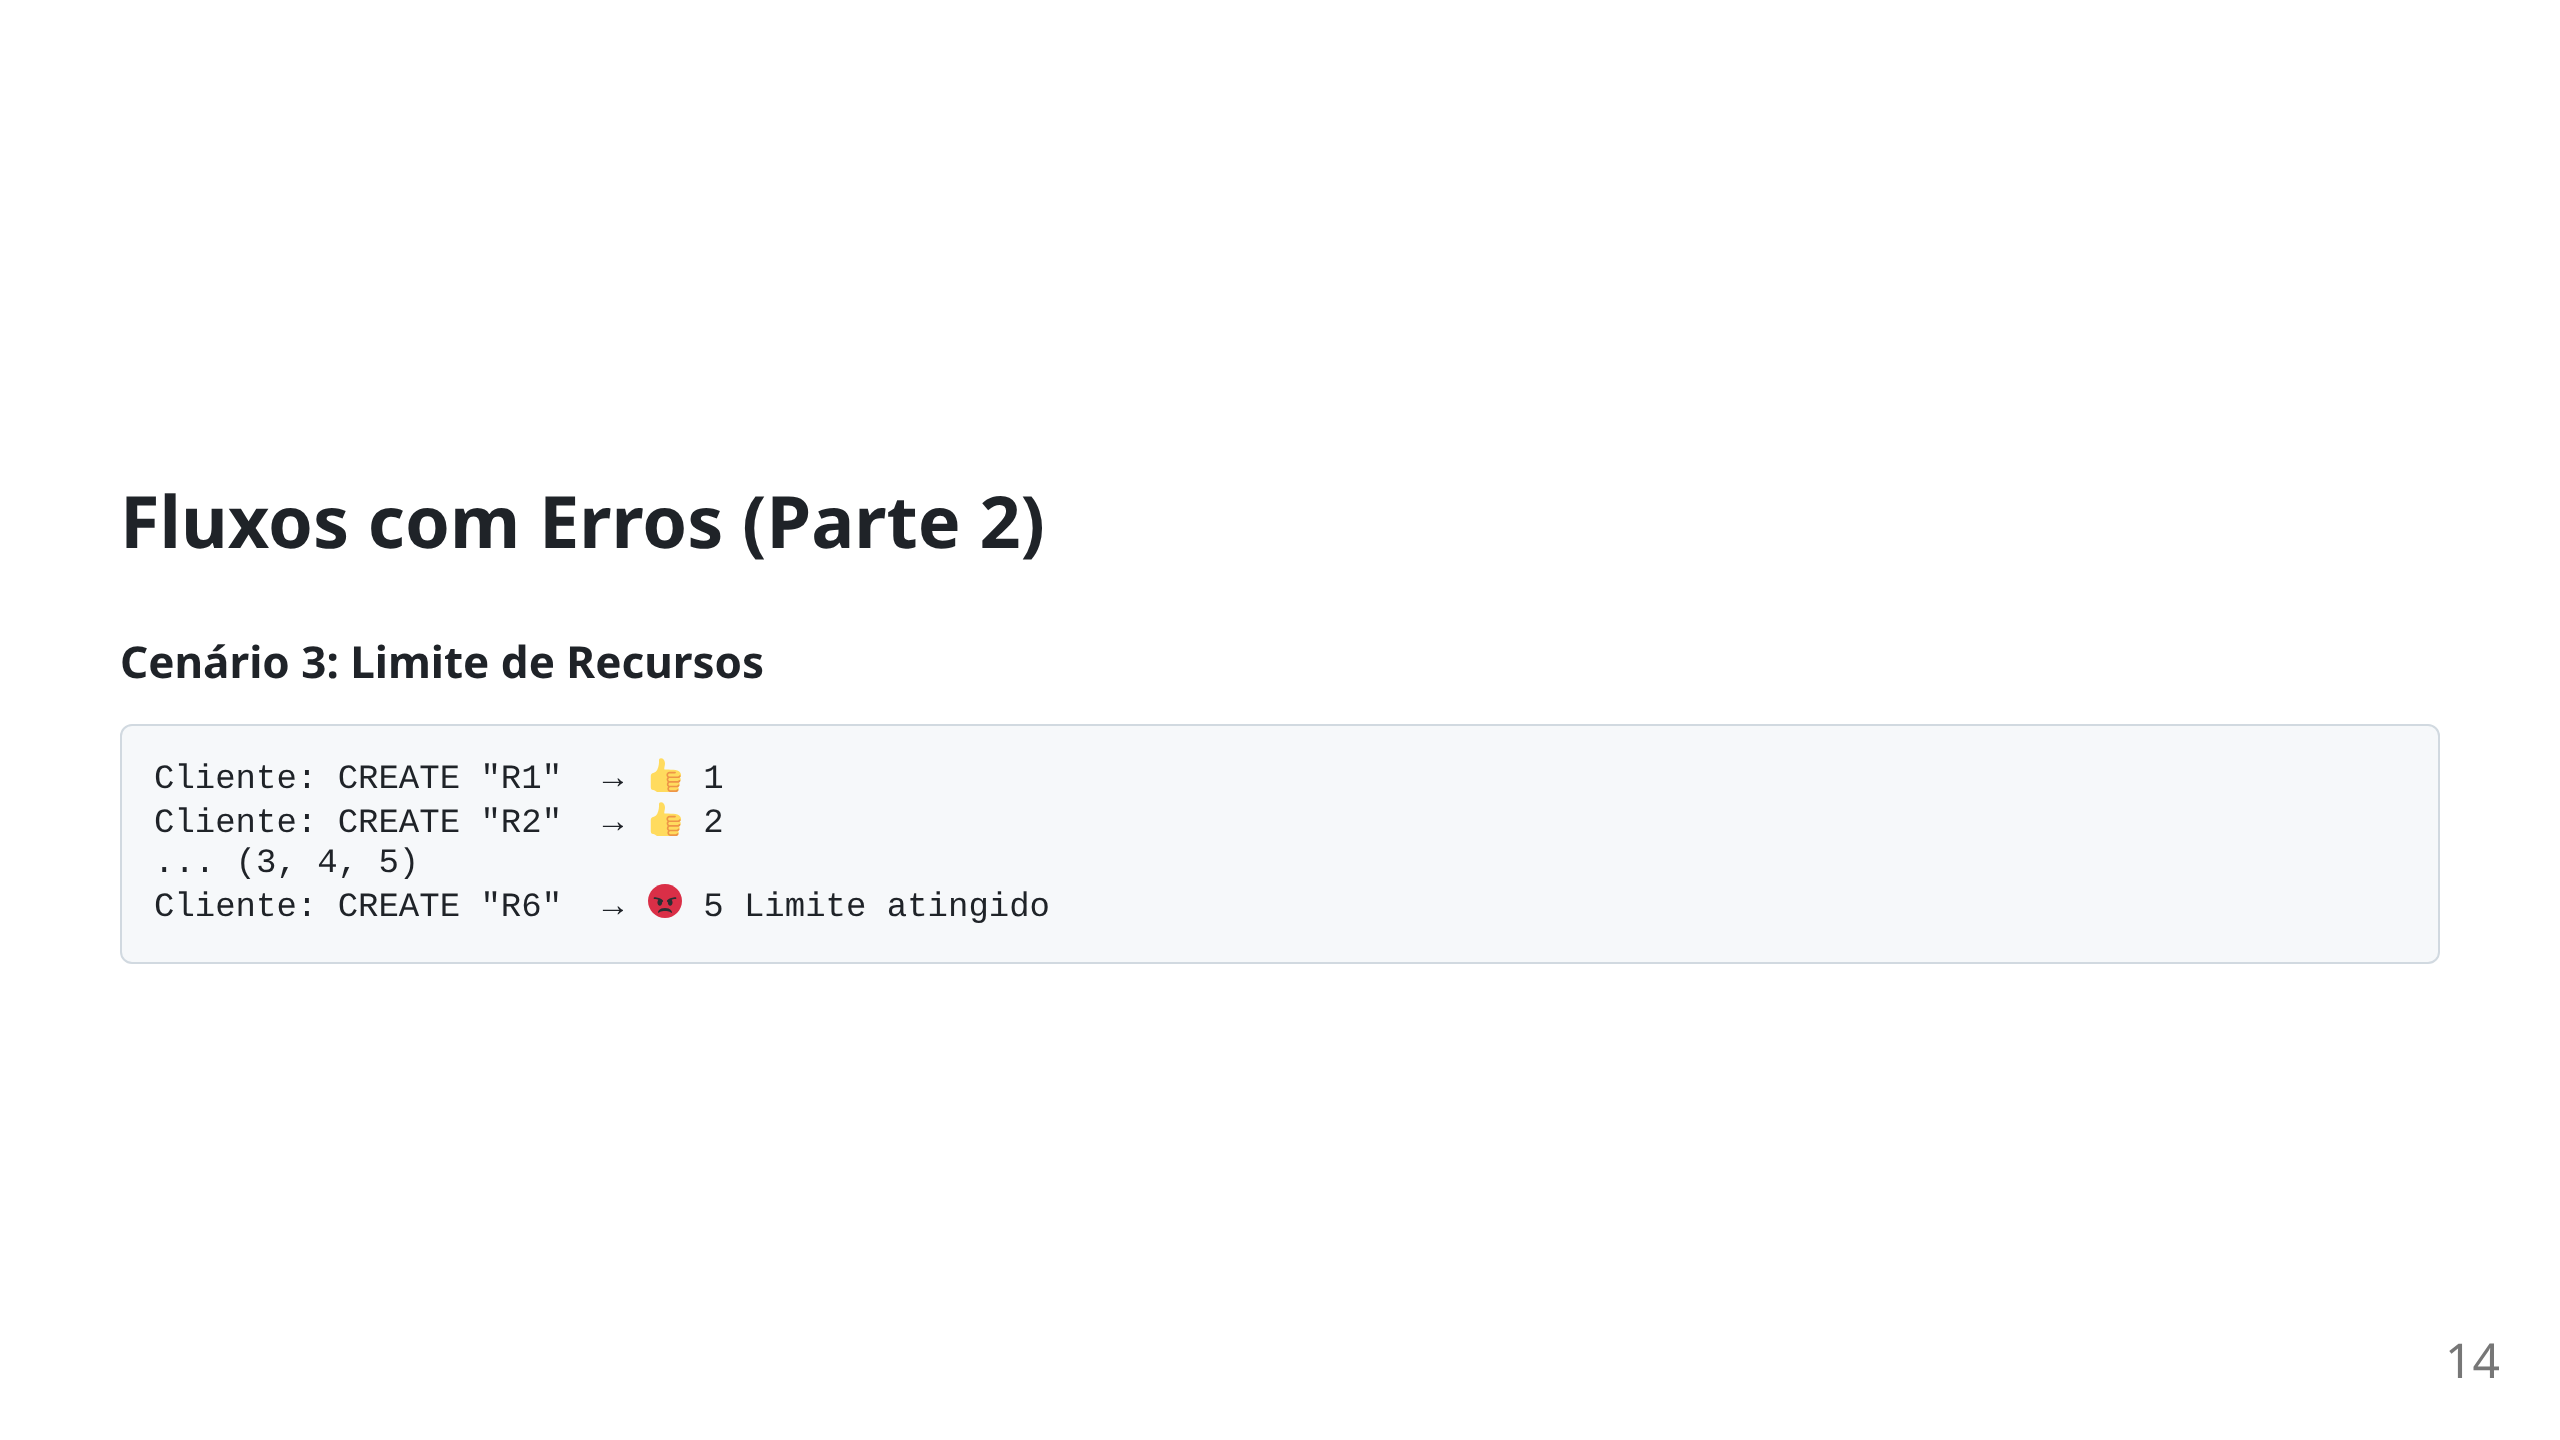 Fluxos com Erros (Parte 2)
Cenário 3: Limite de Recursos
Cliente: CREATE "R1"  → 👍 1
Cliente: CREATE "R2"  → 👍 2
... (3, 4, 5)
Cliente: CREATE "R6"  → 😡 5 Limite atingido
14